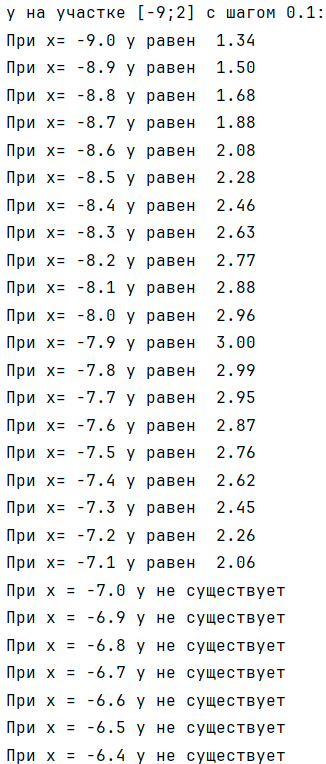 у на участке [-9;2] с шагом 0.1:
При x= -9.0 y равен  1.34
При x= -8.9 y равен  1.50
При x= -8.8 y равен  1.68
При x= -8.7 y равен  1.88
При x= -8.6 y равен  2.08
При x= -8.5 y равен  2.28
При x= -8.4 y равен  2.46
При x= -8.3 y равен  2.63
При x= -8.2 y равен  2.77
При x= -8.1 y равен  2.88
При x= -8.0 y равен  2.96
При x= -7.9 y равен  3.00
При x= -7.8 y равен  2.99
При x= -7.7 y равен  2.95
При x= -7.6 y равен  2.87
При x= -7.5 y равен  2.76
При x= -7.4 y равен  2.62
При x= -7.3 y равен  2.45
При x= -7.2 y равен  2.26
При x= -7.1 y равен  2.06
При x = -7.0 y не существует
При x = -6.9 y не существует
При x = -6.8 y не существует
При x = -6.7 y не существует
При x = -6.6 y не существует
При x = -6.5 y не существует
При x = -6.4 y не существует